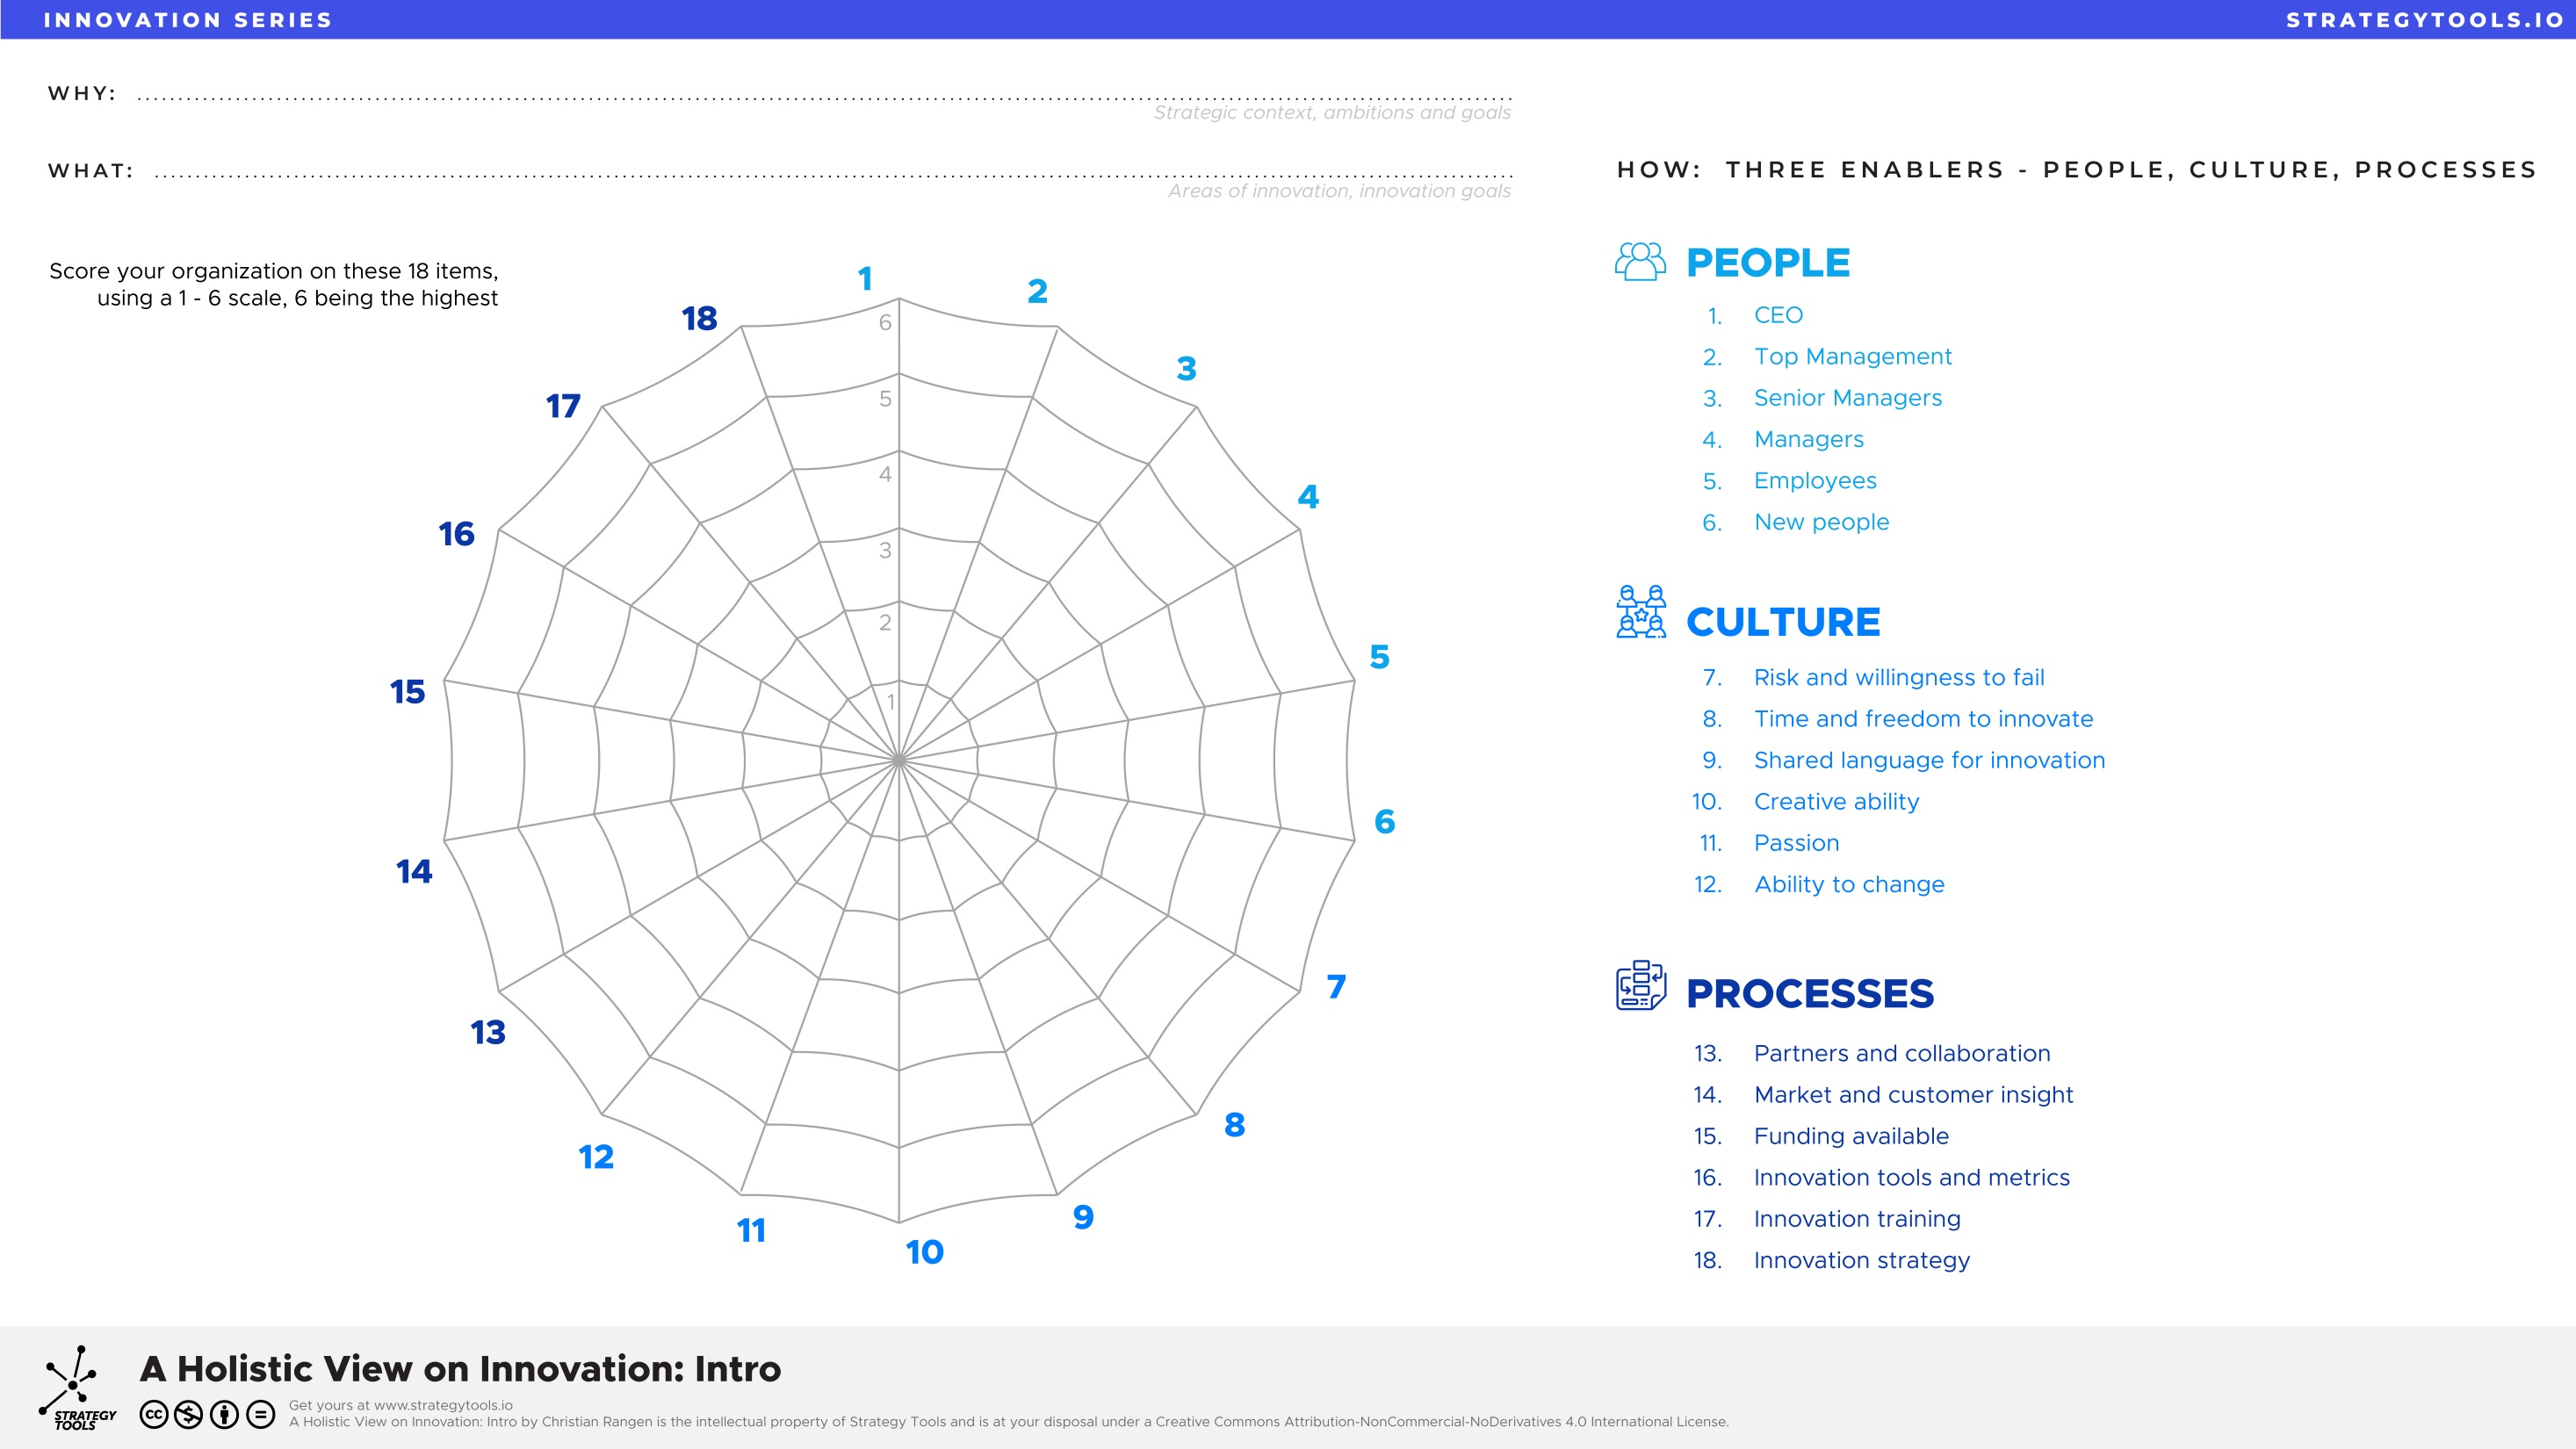 INNOVATION SERIES
STRATEGYTOOLS.IO
WHY:
Strategic context, ambitions and goals
WHAT:
Areas of innovation, innovation goals
Score your organization on these 18 items,
using a 1 - 6 scale, 6 being the highest
1
2
3
4
5
6
7
8
9
10
11
12
13
14
15
16
17
18
6
5
4
3
2
1
HOW: THREE ENABLERS - PEOPLE, CULTURE, PROCESSES
PEOPLE
1. CEO
2. Top Management
3. Senior Managers
4. Managers
5. Employees
6. New people
CULTURE
7. Risk and willingness to fail
8. Time and freedom to innovate
9. Shared language for innovation
10. Creative ability
11. Passion
12. Ability to change
PROCESSES
13. Partners and collaboration
14. Market and customer insight
15. Funding available
16. Innovation tools and metrics
17. Innovation training
18. Innovation strategy
STRATEGY
TOOLS
A Holistic View on Innovation: Intro
cc
Get yours at www.strategytools.io
A Holistic View on Innovation: Intro by Christian Rangen is the intellectual property of Strategy Tools and is at your disposal under a Creative Commons Attribution-NonCommercial-NoDerivatives 4.0 International License.